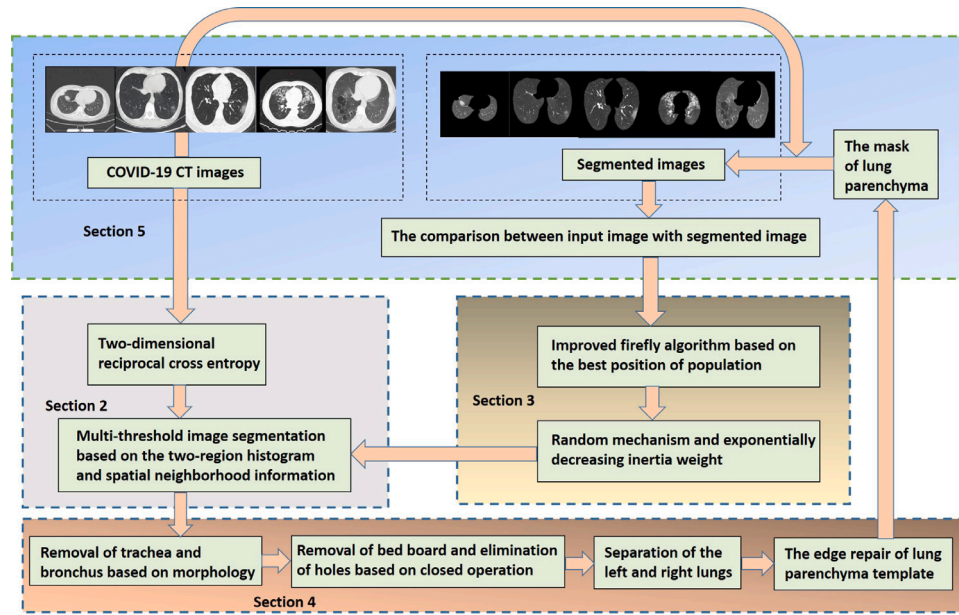 COVID-19 CT images
Segmented images
The mask
of lung
parenchyma
Section 5
The comparison between input image with segmented image
Two-dimensional
reciprocal cross entropy
Section 2
Multi-threshold image segmentation
based on the two-region histogram
and spatial neighborhood information
Improved firefly algorithm based on
the best position of population
Section 3
Random mechanism and exponentially
decreasing inertia weight
Removal of trachea and
bronchus based on morphology
Removal of bed board and elimination
of holes based on closed operation
Separation of the
left and right lungs
The edge repair of lung
parenchyma template
Section 4